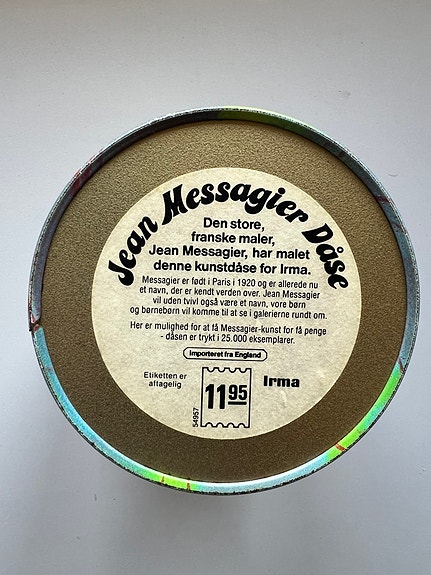 Jean Messagier Dåse
Den store,
franske maler,
Jean Messagier, har malet
denne kunstdåse for Irma.
Messagier er født i Paris i 1920 og er allerede nu
et navn, der er kendt verden over. Jean Messagier
vil uden tvivl også være et navn, vore børn
og børnebørn vil komme til at se i galerierne rundt om.
Her er mulighed for at få Messagier-kunst for få penge
- dåsen er trykt i 25.000 eksemplarer.
Importeret fra England
Etiketten er
aftagelig
54957
11 95
Irma